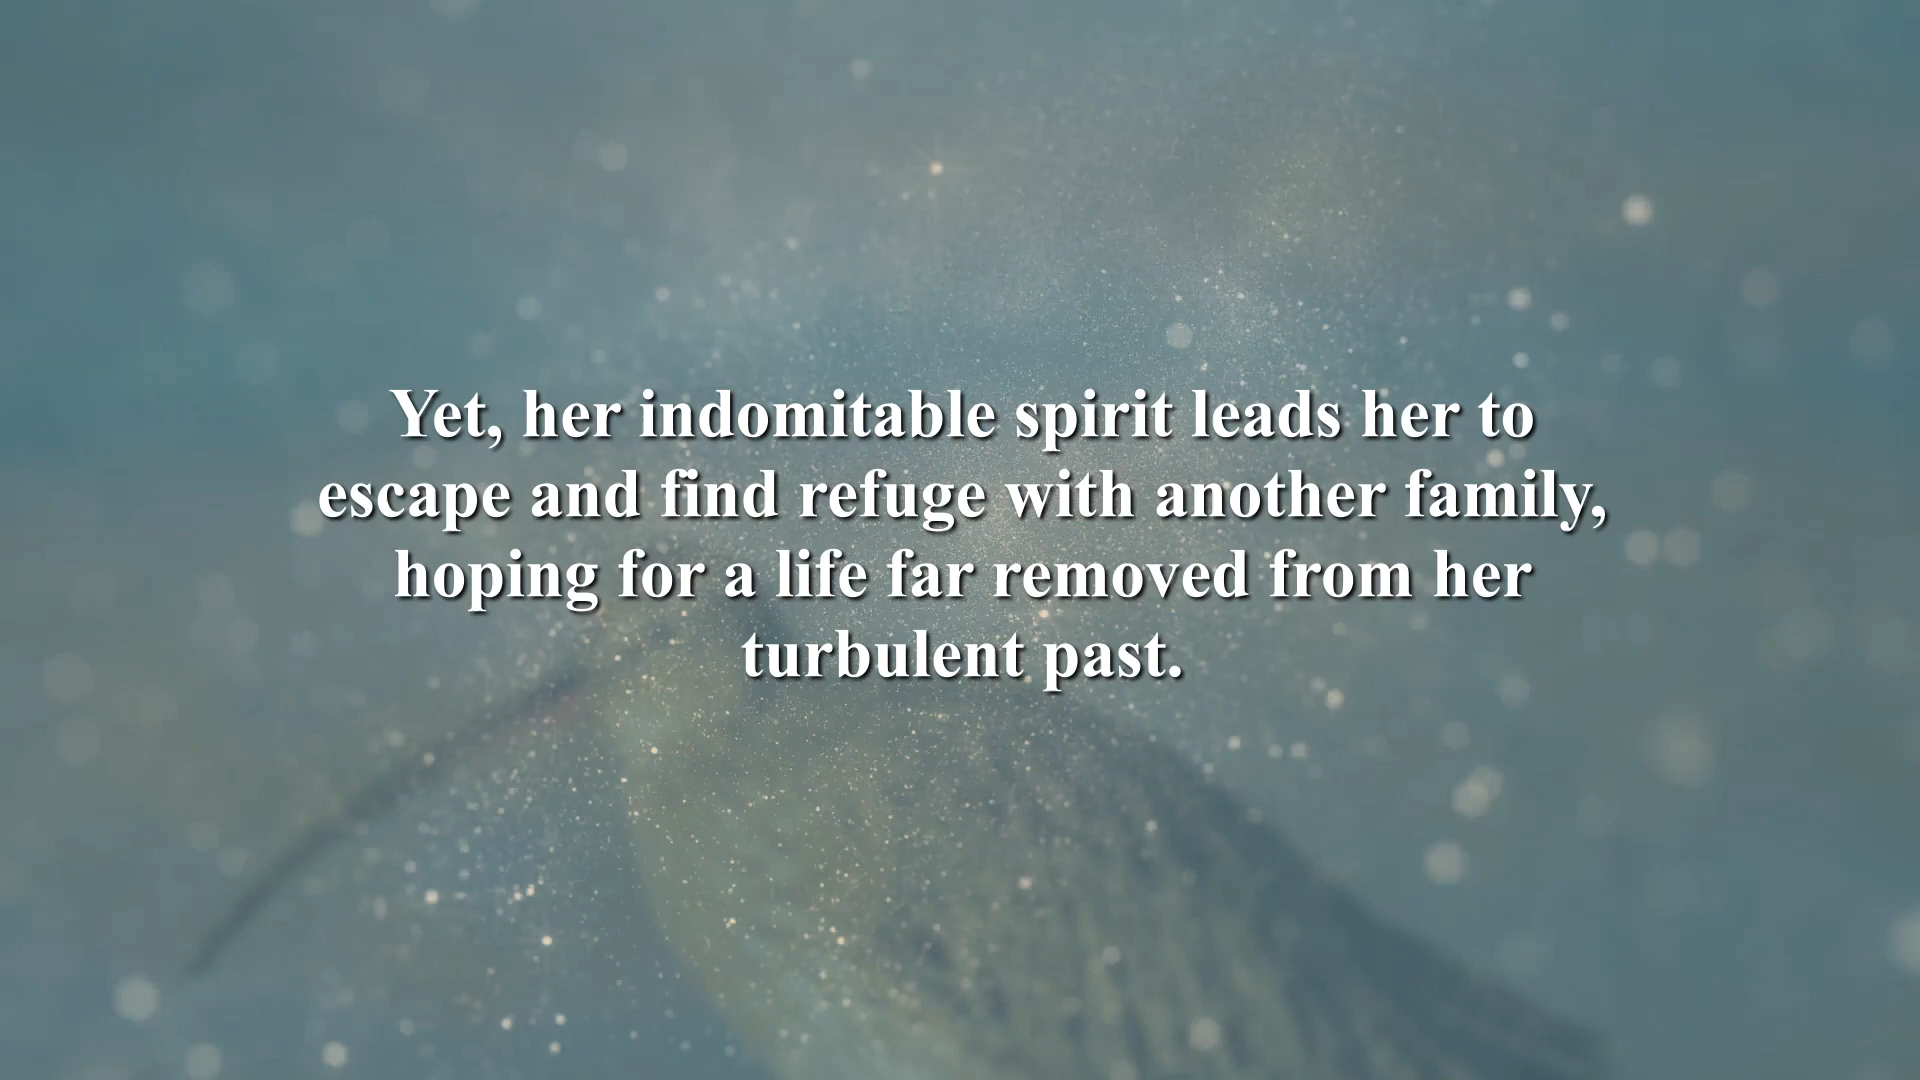 Yet, her indomitable spirit leads her to
escape and find refuge with another family,
hoping for a life far removed from her
turbulent past.